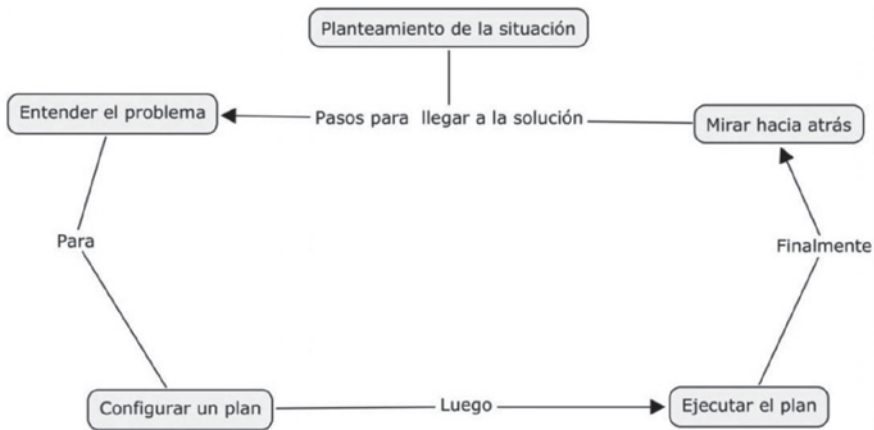 Planteamiento de la situación
Entender el problema
Pasos para llegar a la solución
Mirar hacia atrás
Para
Finalmente
Configurar un plan
Luego
Ejecutar el plan